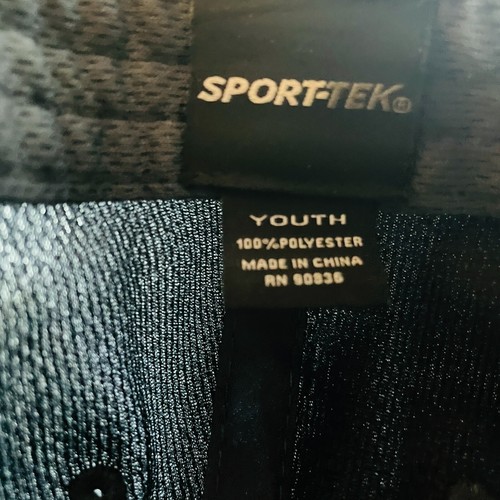 SPORT-TEK®
YOUTH
100% POLYESTER
MADE IN CHINA
RN 90836